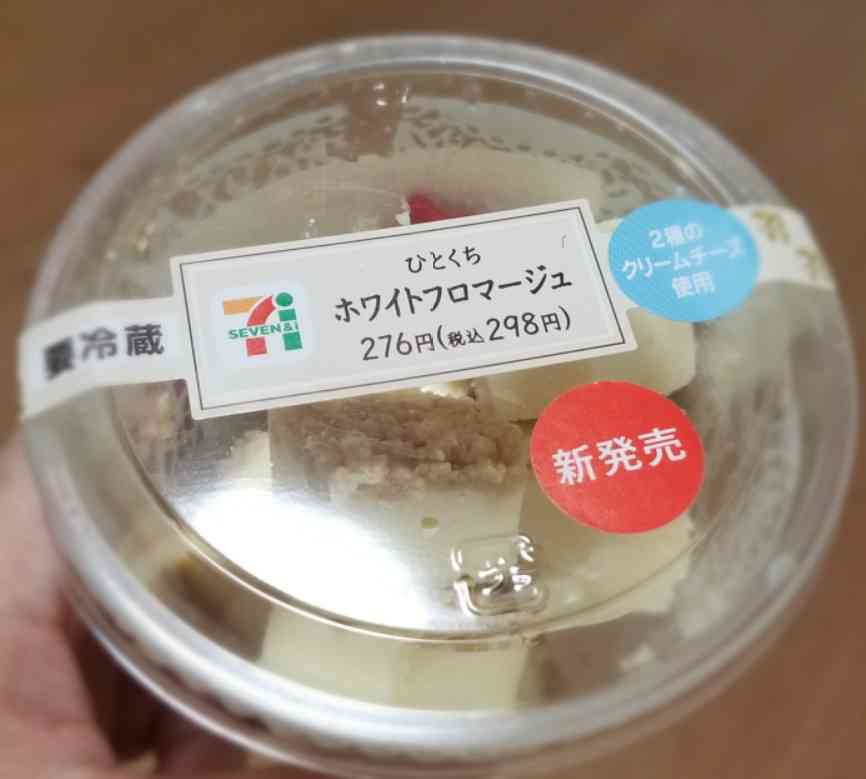 要冷蔵
SEVEN&i
ひとくち
ホワイトフロマージュ
276円(税込298円)
2種の
クリームチーズ
使用
新発売
プラ